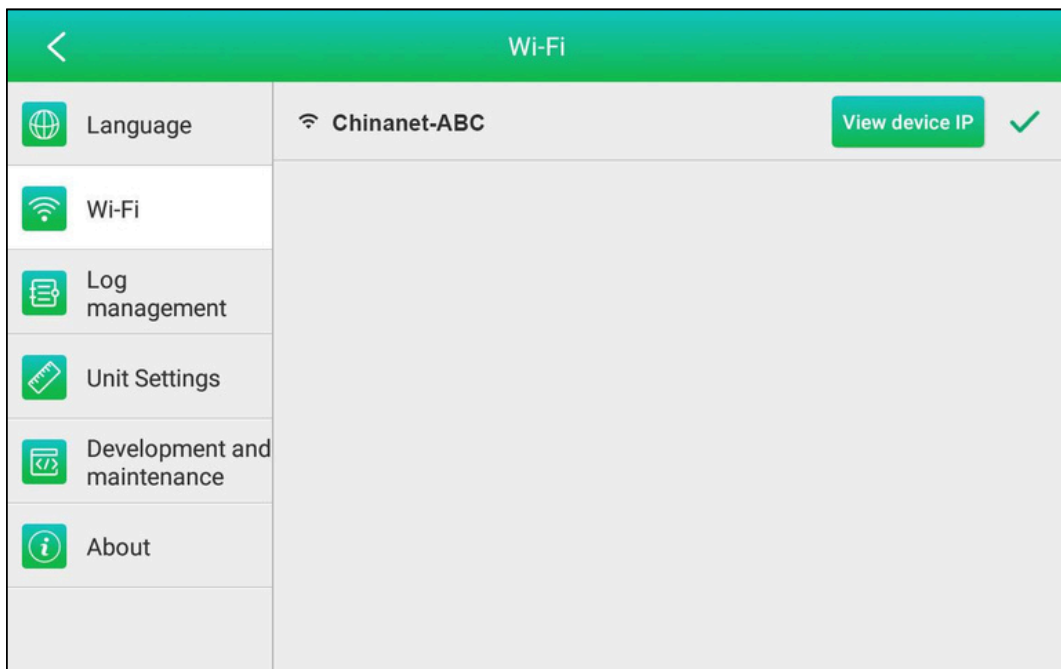 Wi-Fi
Language
Chinanet-ABC
View device IP
Wi-Fi
Log
management
Unit Settings
Development and
maintenance
About